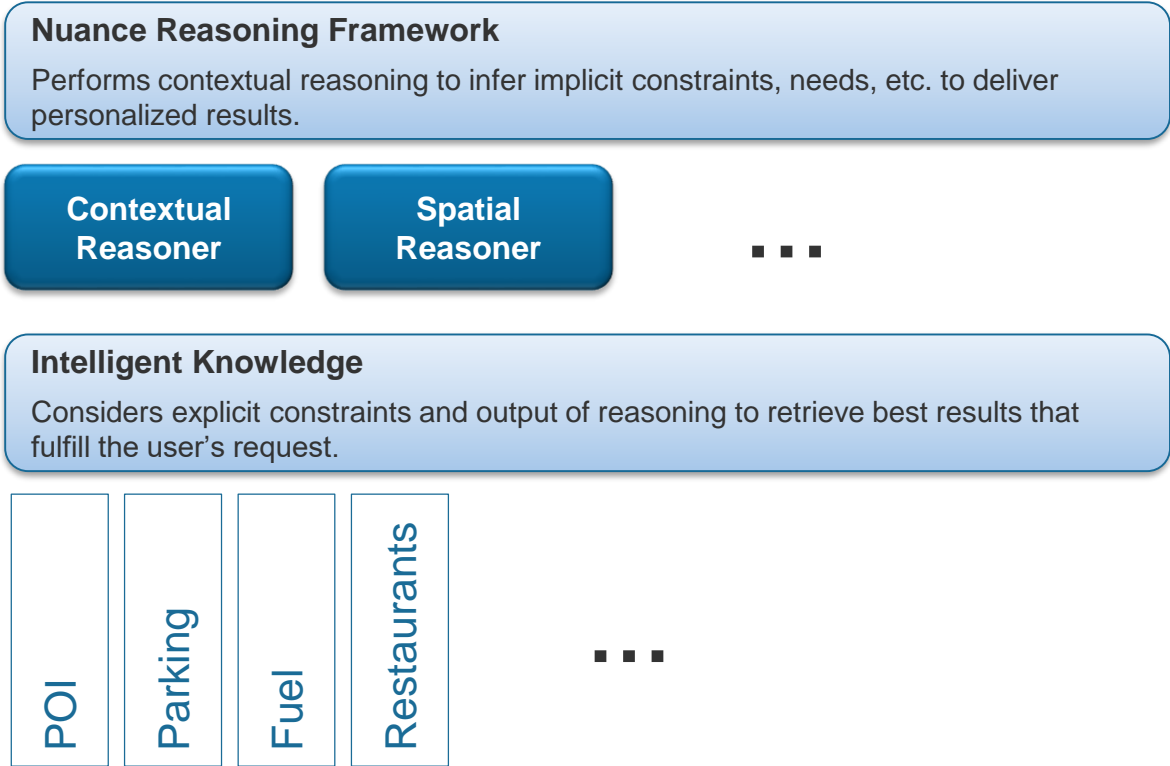 Nuance Reasoning Framework
Performs contextual reasoning to infer implicit constraints, needs, etc. to deliver
personalized results.
Contextual
Reasoner
Spatial
Reasoner
...
Intelligent Knowledge
Considers explicit constraints and output of reasoning to retrieve best results that
fulfill the user’s request.
POI
Parking
Fuel
Restaurants
...